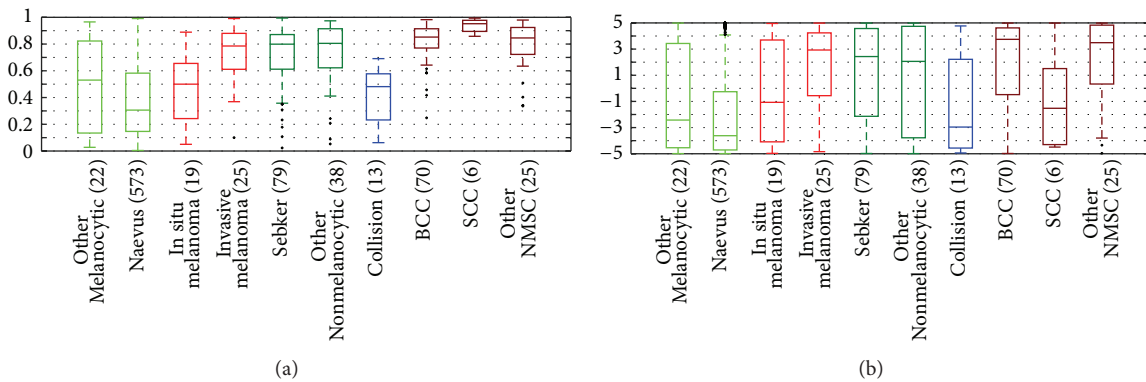 1
0.8
0.6
0.4
0.2
0
Other
Melanocytic (22)
Naevus (573)
In situ
melanoma (19)
Invasive
melanoma (25)
Sebker (79)
Other
Nonmelanocytic (38)
Collision (13)
BCC (70)
SCC (6)
Other
NMSC (25)
(a)
5
3
1
−1
−3
−5
Other
Melanocytic (22)
Naevus (573)
In situ
melanoma (19)
Invasive
melanoma (25)
Sebker (79)
Other
Nonmelanocytic (38)
Collision (13)
BCC (70)
SCC (6)
Other
NMSC (25)
(b)